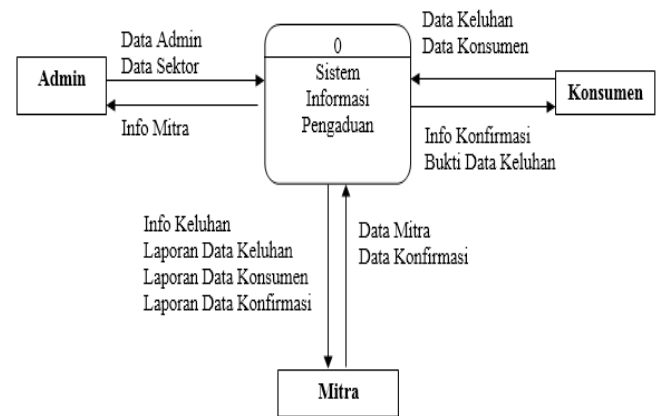 Data Admin
Data Sektor
Admin
Info Mitra
0
Sistem
Informasi
Pengaduan
Data Keluhan
Data Konsumen
Konsumen
Info Konfirmasi
Bukti Data Keluhan
Info Keluhan
Laporan Data Keluhan
Laporan Data Konsumen
Laporan Data Konfirmasi
Data Mitra
Data Konfirmasi
Mitra